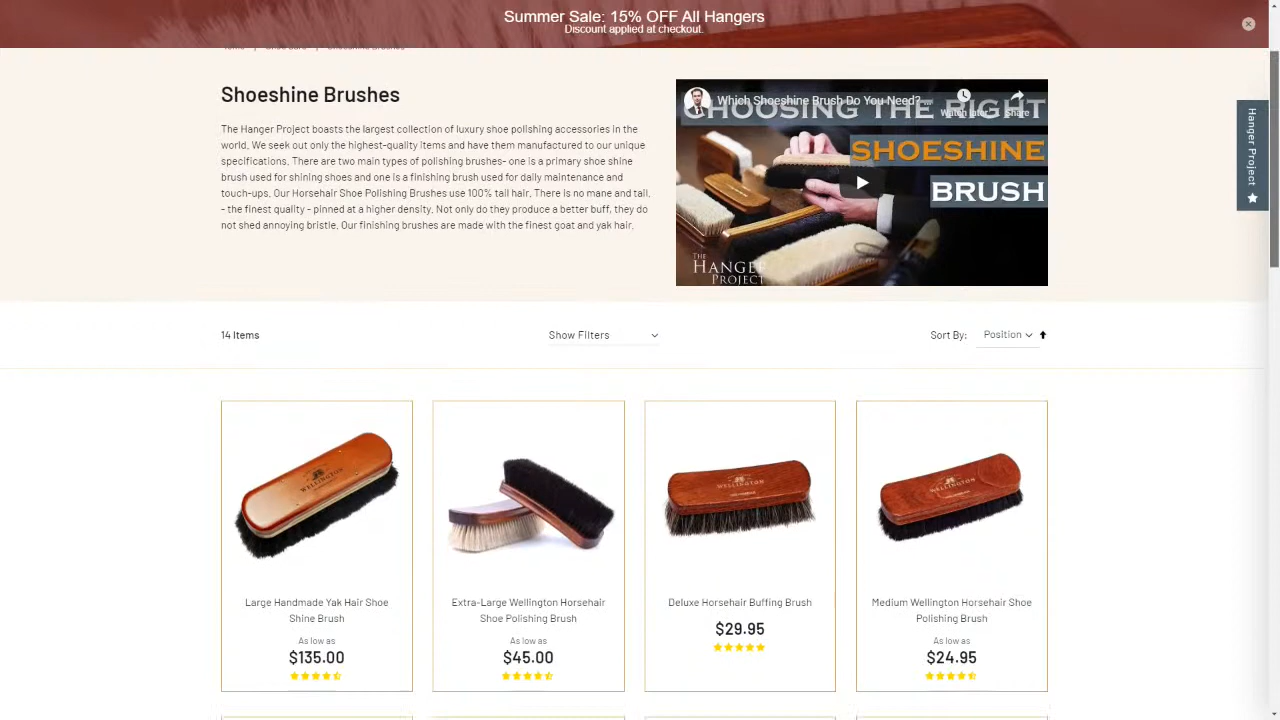 Summer Sale: 15% OFF All Hangers
Discount applied at checkout.
Shoeshine Brushes
The Hanger Project boasts the largest collection of luxury shoe polishing accessories in the
world. We seek out only the highest-quality items and have them manufactured to our unique
specifications. There are two main types of polishing brushes- one is a primary shoe shine
brush used for shining shoes and one is a finishing brush used for daily maintenance and
touch-ups. Our Horsehair Shoe Polishing Brushes use 100% tail hair. There is no mane and tail.
- the finest quality - pinned at a higher density. Not only do they produce a better buff, they do
not shed annoying bristle. Our finishing brushes are made with the finest goat and yak hair.
Which Shoeshine Brush Do You Need? ...
Watch later
Share
CHOOSING THE RIGHT
SHOESHINE
BRUSH
THE
HANGER
PROJECT
Hanger Project
14 Items
Show Filters
Sort By:
Position
WELLINGTON
WELLINGTON
WELLINGTON
Large Handmade Yak Hair Shoe
Shine Brush
As low as
$135.00
Extra-Large Wellington Horsehair
Shoe Polishing Brush
As low as
$45.00
Deluxe Horsehair Buffing Brush
$29.95
Medium Wellington Horsehair Shoe
Polishing Brush
As low as
$24.95